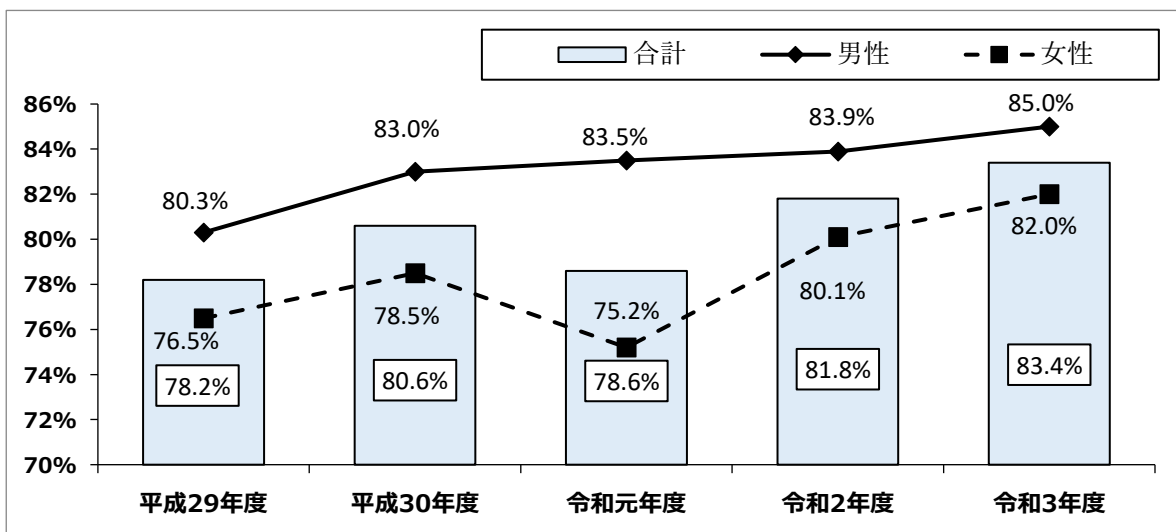 合計 男性 女性
86%
84%
82%
80%
78%
76%
74%
72%
70%
80.3% 83.0% 83.5% 83.9% 85.0%
76.5% 78.5% 75.2% 80.1% 82.0%
78.2% 80.6% 78.6% 81.8% 83.4%
平成29年度 平成30年度 令和元年度 令和2年度 令和3年度